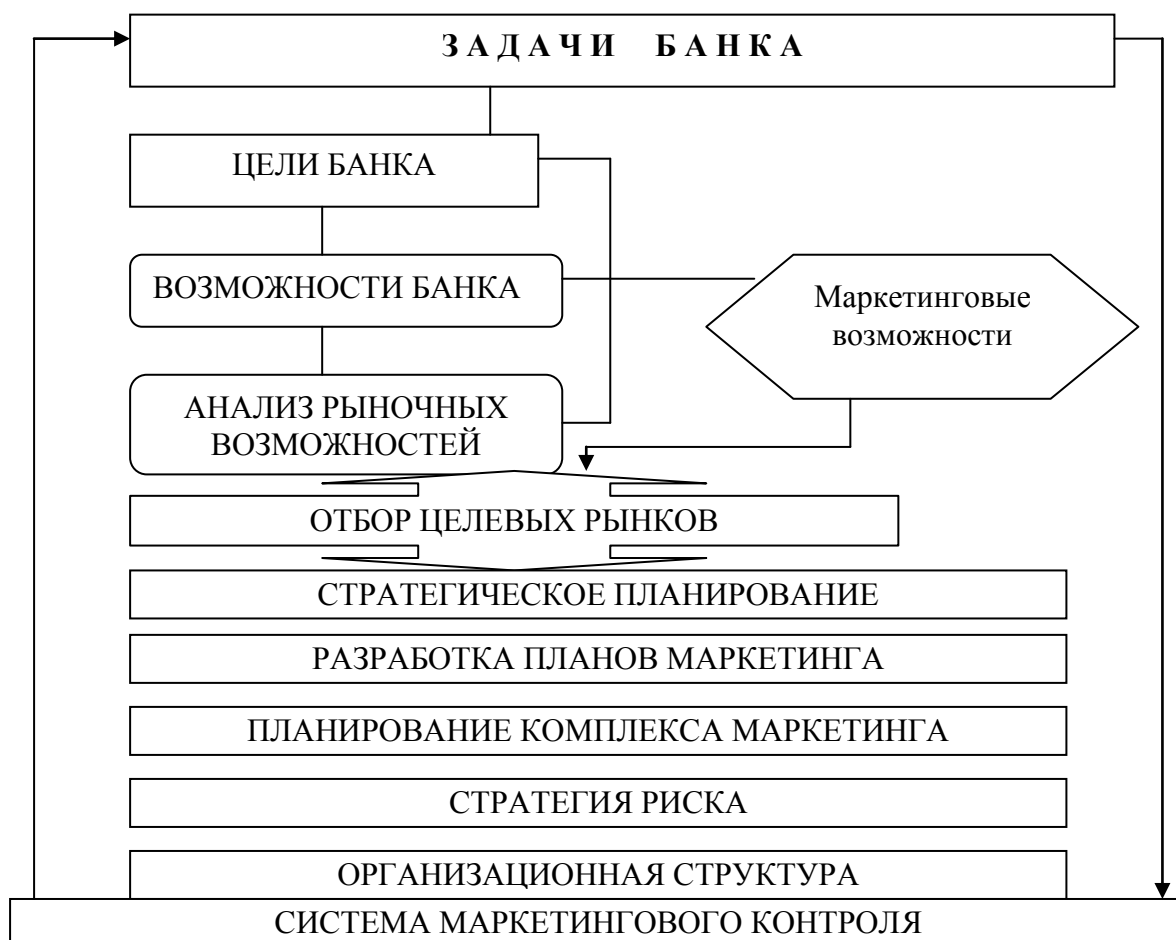 З А Д А Ч И Б А Н К А
ЦЕЛИ БАНКА
ВОЗМОЖНОСТИ БАНКА
Маркетинговые
возможности
АНАЛИЗ РЫНОЧНЫХ
ВОЗМОЖНОСТЕЙ
ОТБОР ЦЕЛЕВЫХ РЫНКОВ
СТРАТЕГИЧЕСКОЕ ПЛАНИРОВАНИЕ
РАЗРАБОТКА ПЛАНОВ МАРКЕТИНГА
ПЛАНИРОВАНИЕ КОМПЛЕКСА МАРКЕТИНГА
СТРАТЕГИЯ РИСКА
ОРГАНИЗАЦИОННАЯ СТРУКТУРА
СИСТЕМА МАРКЕТИНГОВОГО КОНТРОЛЯ